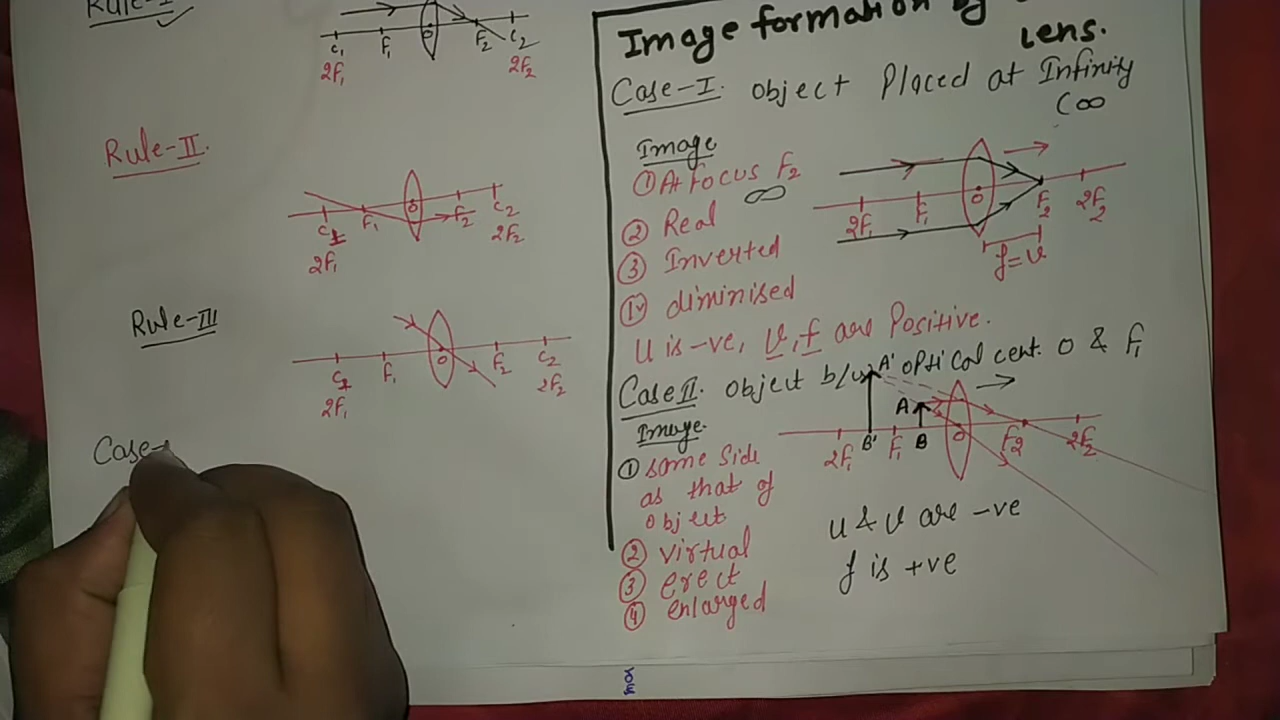 Rule-I
C₁ F₁ O F₂ C₂
2F₁ 2F₂
Rule-II.
C₁ F₁ O F₂ C₂
2F₁ 2F₂
Rule-III
C₁ F₁ O F₂ C₂
2F₁ 2F₂
Case-
Image formation by
lens.
Case-I. object Placed at Infinity
(∞
Image
① At focus F₂
② Real
③ Inverted
④ diminised
2F₁ F₁ O F₂ 2F₂
f=v
u is -ve, v, f are Positive.
Case II. object b/w optical cent. O & F₁
Image.
① same side
as that of
object
② virtual
③ erect
④ enlarged
A' A
2F₁ B' F₁ B O F₂ 2F₂
u & v are -ve
f is +ve